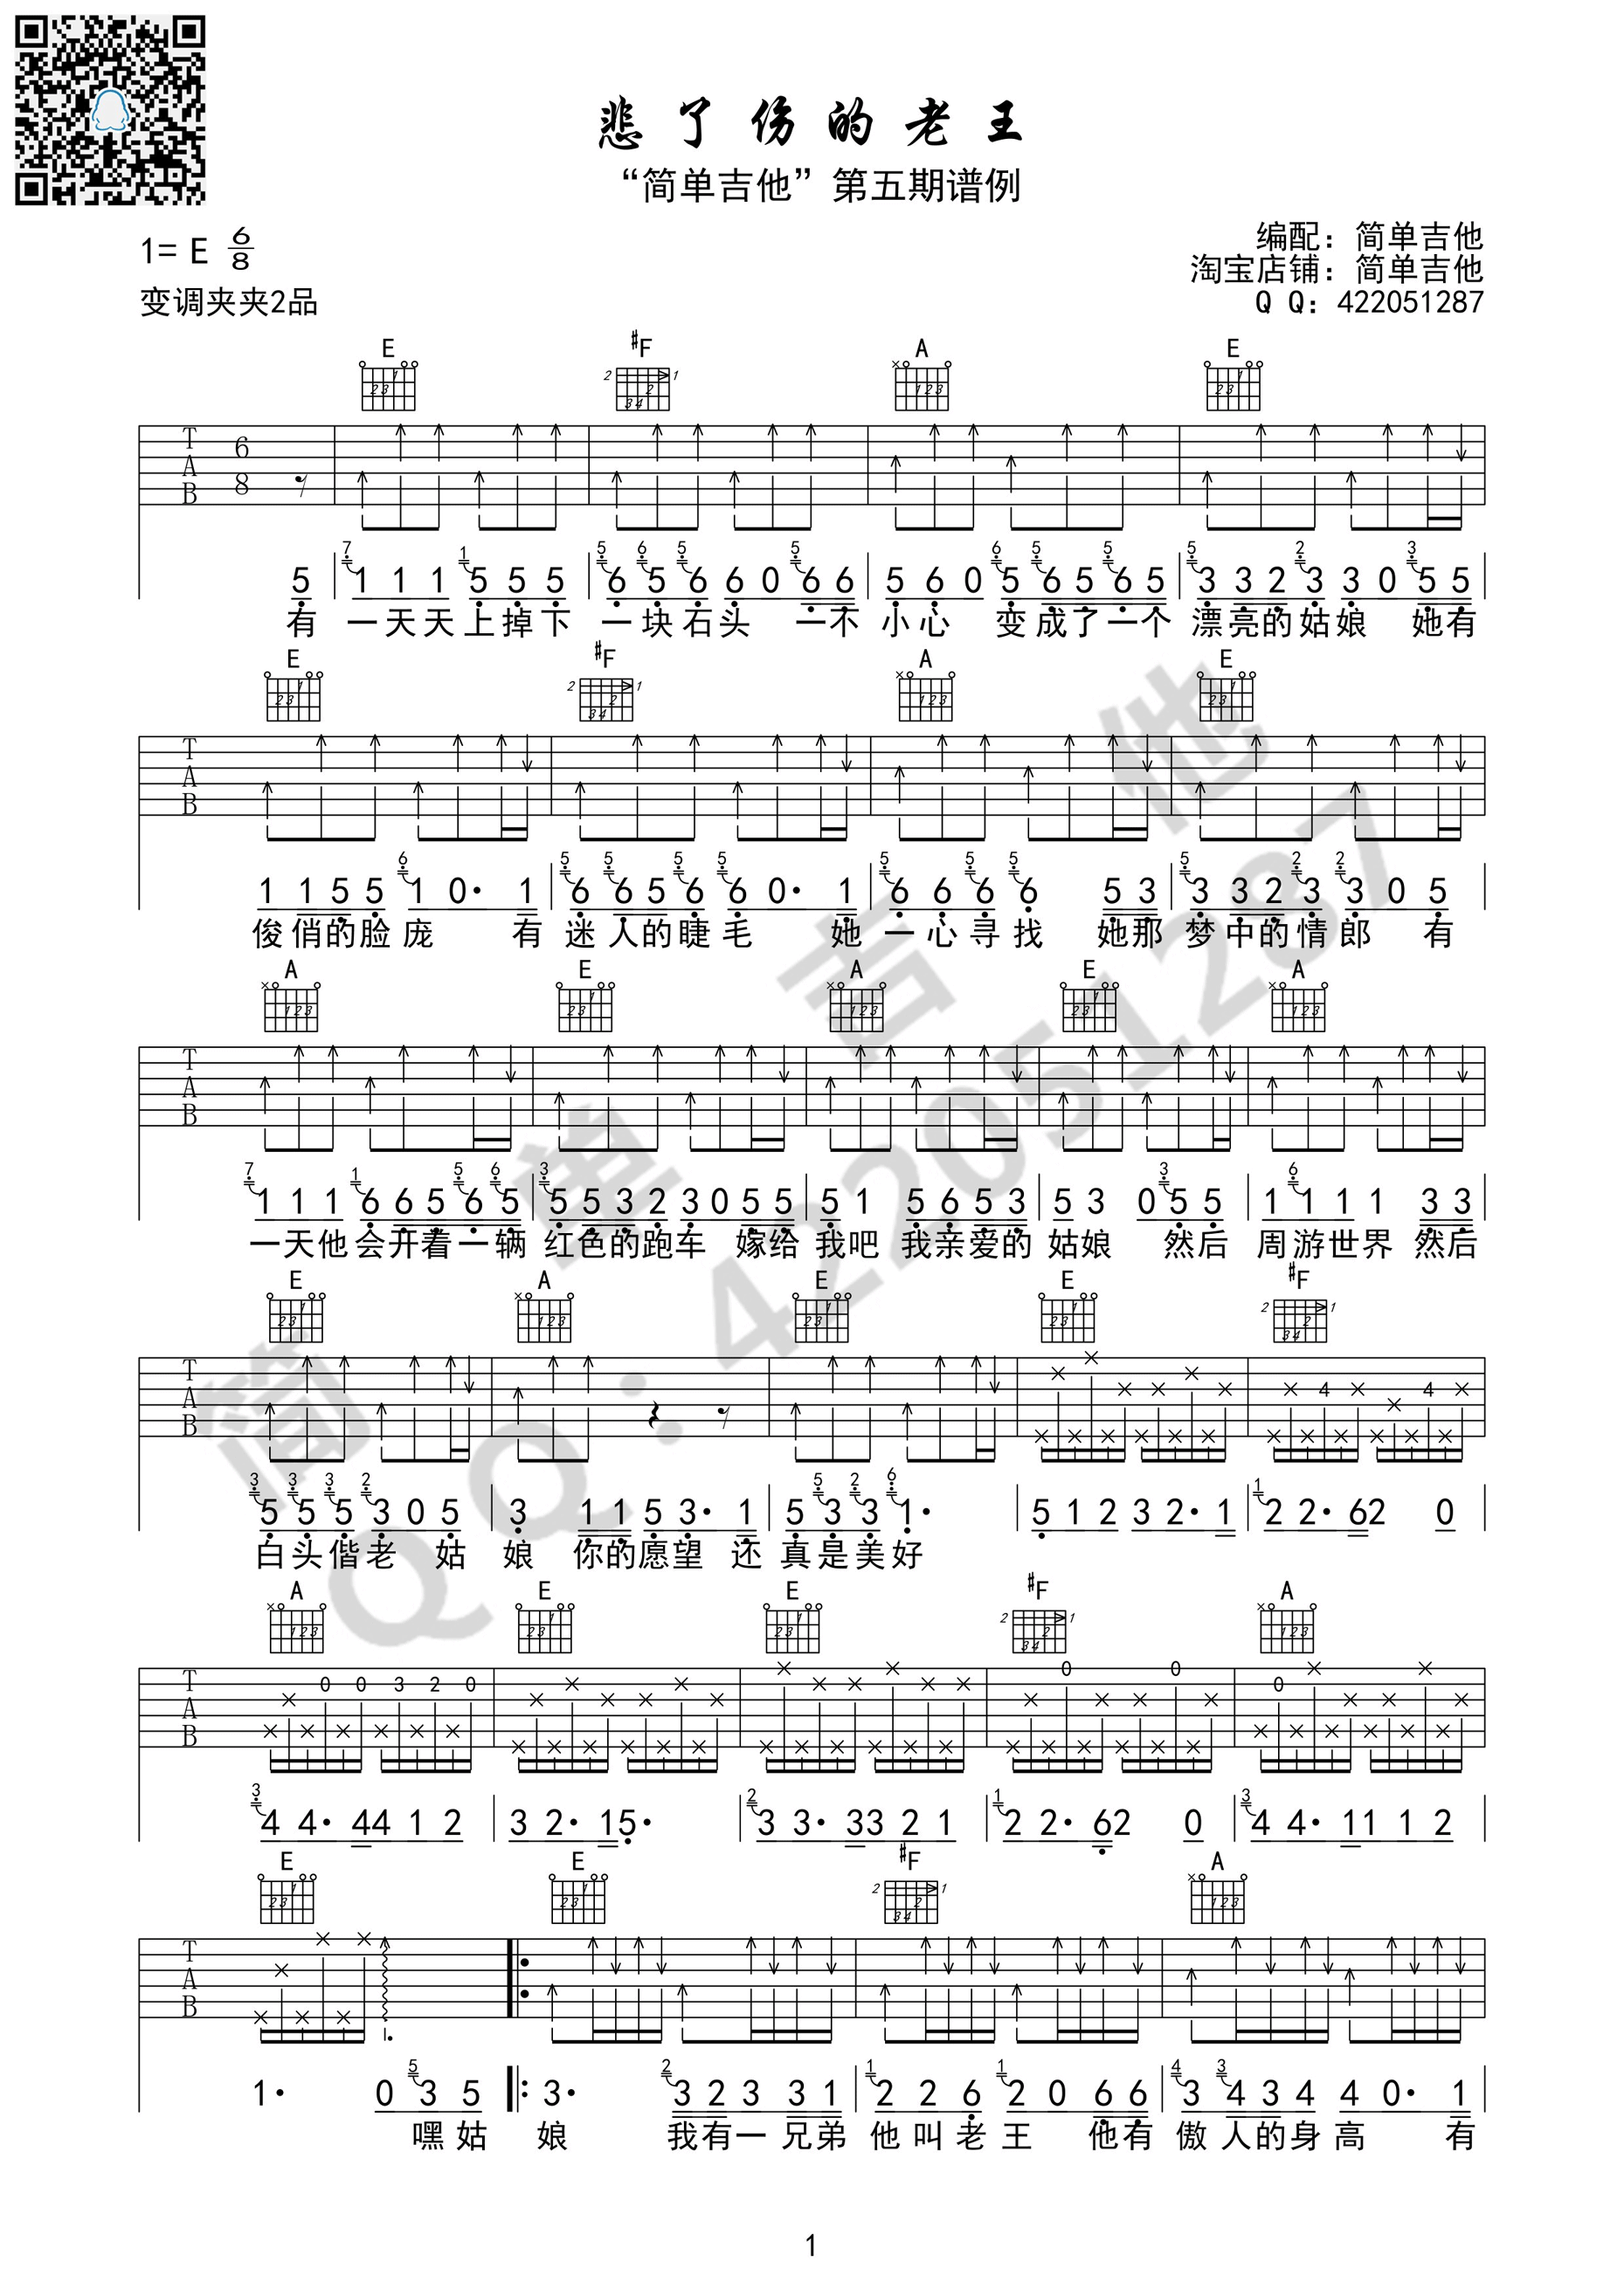 悲了伤的老王
“简单吉他”第五期谱例
1= E 6/8
变调夹夹2品
编配：简单吉他
淘宝店铺：简单吉他
Q Q：422051287
E #F A E
T A B 6 8
5 1 1 1 5 5 5 6 5 6 6 0 6 6 5 6 0 5 6 5 6 5 3 3 2 3 3 0 5 5
有 一天天上掉下 一块石头 一不 小心 变成了一个 漂亮的姑娘 她有
E #F A E
T A B
1 1 5 5 1 0· 1 6 6 5 6 6 0· 1 6 6 6 6 5 3 3 3 2 3 3 0 5
俊俏的脸庞 有 迷人的睫毛 她 一心寻找 她那 梦中的情郎 有
A E A E A
T A B
1 1 1 6 6 5 6 5 5 5 3 2 3 0 5 5 5 1 5 6 5 3 5 3 0 5 5 1 1 1 1 3 3
一天他会开着一辆 红色的跑车 嫁给 我吧 我亲爱的 姑娘 然后 周游世界 然后
E A E E #F
T A B 4 4
5 5 5 3 0 5 3 1 1 5 3· 1 5 3 3 1· 5 1 2 3 2· 1 2 2· 6 2 0
白头偕老 姑 娘 你的愿望 还 真是美好
A E E #F A
T A B 0 0 3 2 0 0 0 0
4 4· 4 4 1 2 3 2· 1 5· 3 3· 3 3 2 1 2 2· 6 2 0 4 4· 1 1 1 2
E E #F A
T A B
1· 0 3 5 3· 3 2 3 3 1 2 2 6 2 0 6 6 3 4 3 4 4 0· 1
嘿姑 娘 我有一兄弟 他叫老王 他有 傲人的身高 有
简单吉他
QQ：422051287
1